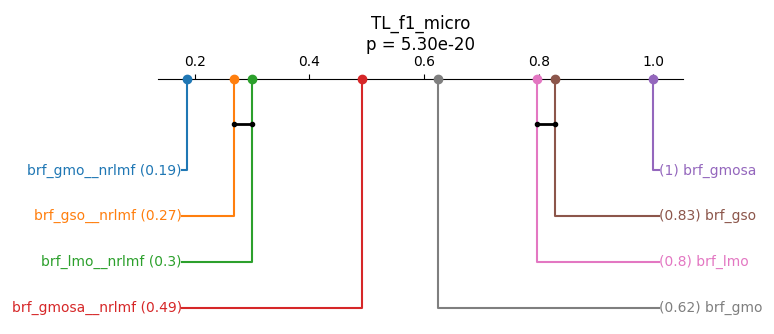 TL_f1_micro
p = 5.30e-20
0.2 0.4 0.6 0.8 1.0
brf_gmo__nrlmf (0.19) (1) brf_gmosa
brf_gso__nrlmf (0.27) (0.83) brf_gso
brf_lmo__nrlmf (0.3) (0.8) brf_lmo
brf_gmosa__nrlmf (0.49) (0.62) brf_gmo